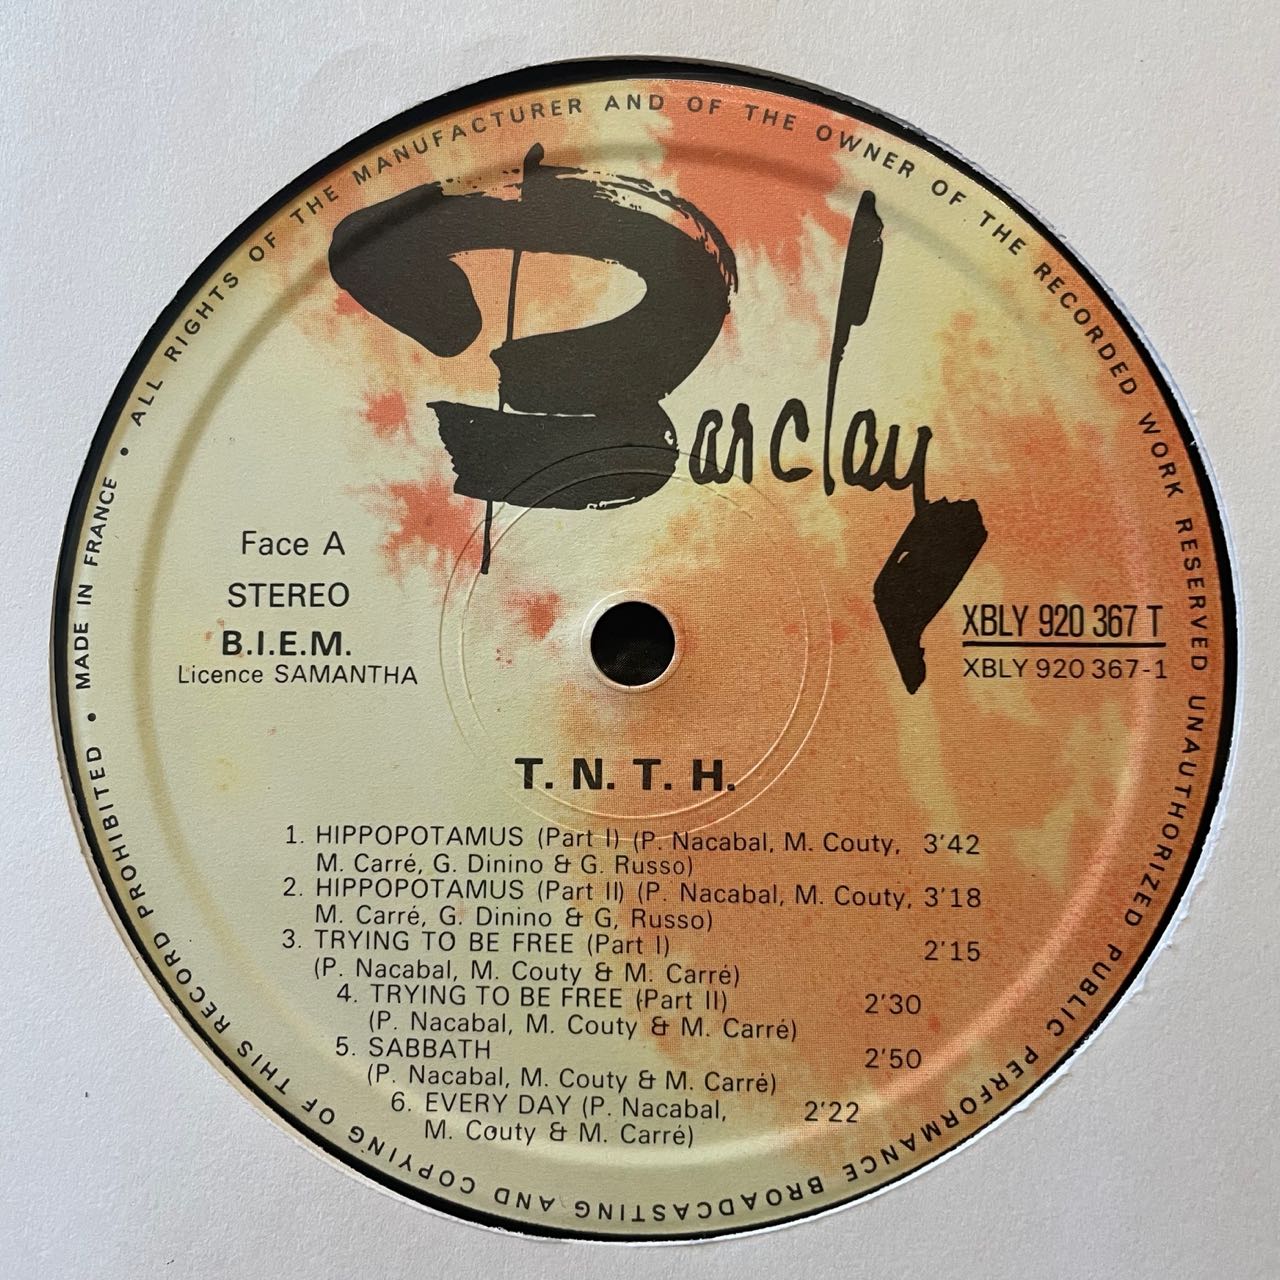 Barclay
Face A
STEREO
B.I.E.M.
Licence SAMANTHA
XBLY 920 367 T
XBLY 920 367-1
T. N. T. H.
1. HIPPOPOTAMUS (Part I) (P. Nacabal, M. Couty, 3'42
M. Carré, G. Dinino & G. Russo)
2. HIPPOPOTAMUS (Part II) (P. Nacabal, M. Couty, 3'18
M. Carré, G. Dinino & G, Russo)
3. TRYING TO BE FREE (Part I) 2'15
(P. Nacabal, M. Couty & M. Carré)
4. TRYING TO BE FREE (Part II) 2'30
(P. Nacabal, M. Couty & M. Carré)
5. SABBATH 2'50
(P. Nacabal, M. Couty & M. Carré)
6. EVERY DAY (P. Nacabal, 2'22
M. Couty & M. Carré)
• MADE IN FRANCE • ALL RIGHTS OF THE MANUFACTURER AND OF THE OWNER OF THE RECORDED WORK RESERVED UNAUTHORIZED PUBLIC PERFORMANCE BROADCASTING AND COPYING OF THIS RECORD PROHIBITED